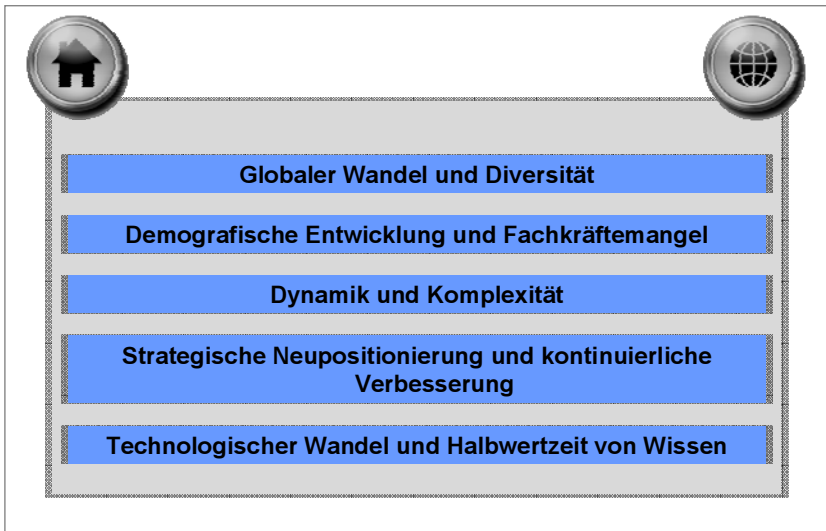 Globaler Wandel und Diversität
Demografische Entwicklung und Fachkräftemangel
Dynamik und Komplexität
Strategische Neupositionierung und kontinuierliche
Verbesserung
Technologischer Wandel und Halbwertzeit von Wissen